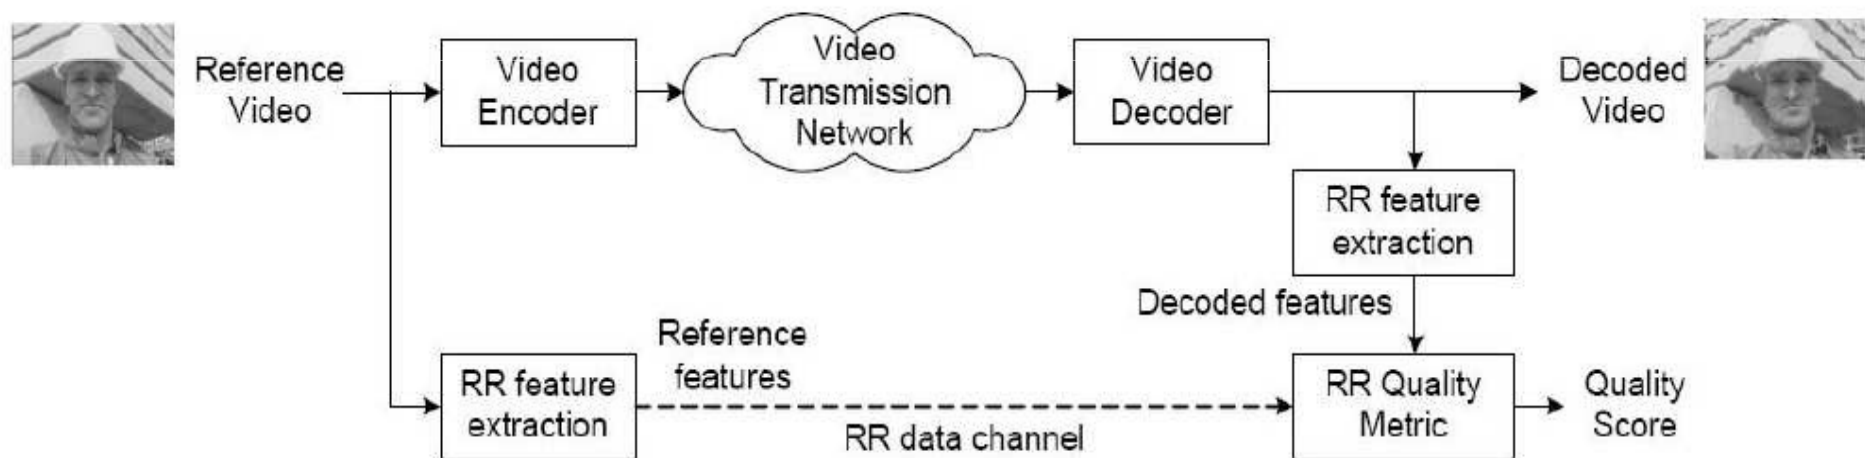 Reference
Video
Video
Encoder
Video
Transmission
Network
Video
Decoder
Decoded
Video
RR feature
extraction
Decoded features
RR feature
extraction
Reference
features
RR data channel
RR Quality
Metric
Quality
Score